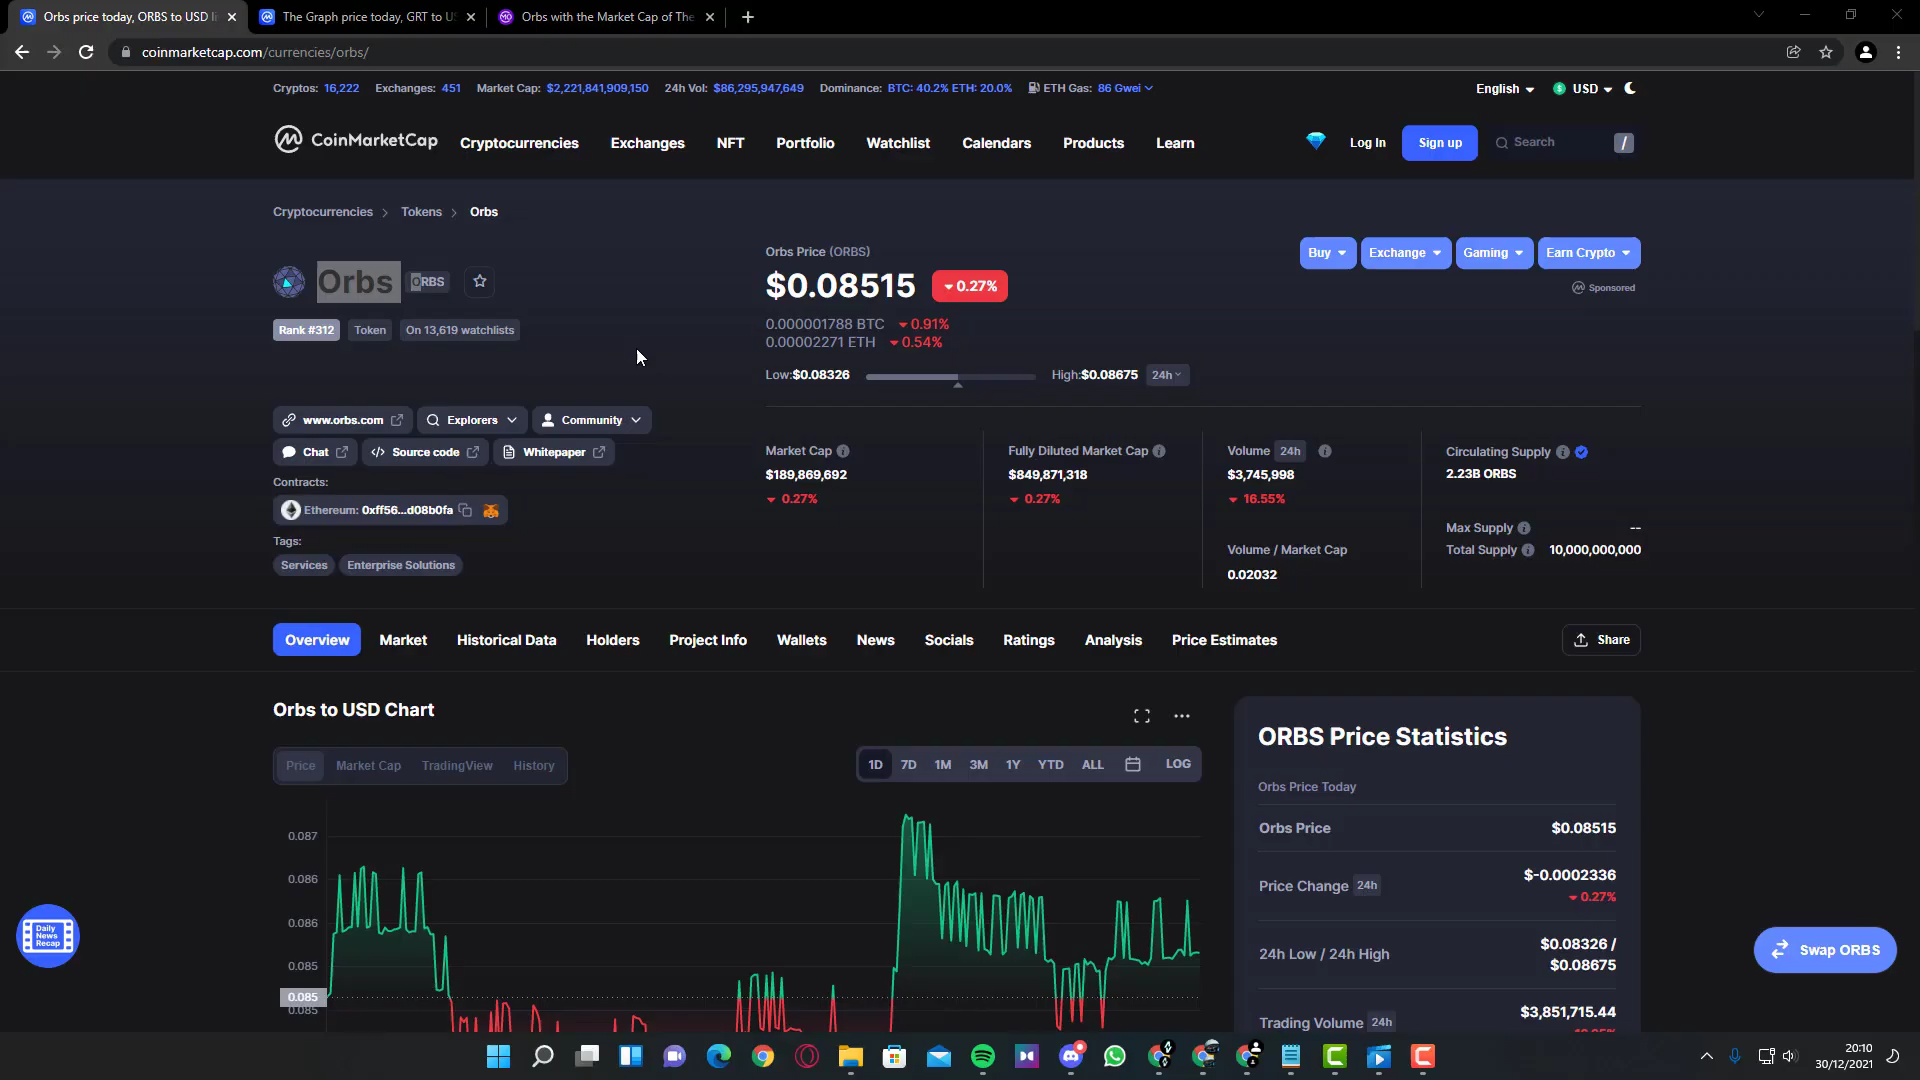 Orbs price today, ORBS to USD li
The Graph price today, GRT to US
Orbs with the Market Cap of The
coinmarketcap.com/currencies/orbs/
Cryptos: 16,222 Exchanges: 451 Market Cap: $2,221,841,909,150 24h Vol: $86,295,947,649 Dominance: BTC: 40.2% ETH: 20.0% ETH Gas: 86 Gwei
English USD
CoinMarketCap Cryptocurrencies Exchanges NFT Portfolio Watchlist Calendars Products Learn
Log In Sign up Search /
Cryptocurrencies > Tokens > Orbs
Orbs ORBS
Rank #312 Token On 13,619 watchlists
www.orbs.com Explorers Community
Chat Source code Whitepaper
Contracts:
Ethereum: 0xff56...d08b0fa
Tags:
Services Enterprise Solutions
Orbs Price (ORBS)
$0.08515 0.27%
0.000001788 BTC 0.91%
0.00002271 ETH 0.54%
Low:$0.08326 High:$0.08675 24h
Buy Exchange Gaming Earn Crypto
Sponsored
Market Cap
$189,869,692
0.27%
Fully Diluted Market Cap
$849,871,318
0.27%
Volume 24h
$3,745,998
16.55%
Volume / Market Cap
0.02032
Circulating Supply
2.23B ORBS
Max Supply --
Total Supply 10,000,000,000
Overview Market Historical Data Holders Project Info Wallets News Socials Ratings Analysis Price Estimates
Share
Orbs to USD Chart
Price Market Cap TradingView History
1D 7D 1M 3M 1Y YTD ALL LOG
0.087
0.086
0.086
0.085
0.085
0.085
ORBS Price Statistics
Orbs Price Today
Orbs Price $0.08515
Price Change 24h $-0.0002336
0.27%
24h Low / 24h High $0.08326 /
$0.08675
Trading Volume 24h $3,851,715.44
Daily
News
Recap
Swap ORBS
20:10
30/12/2021